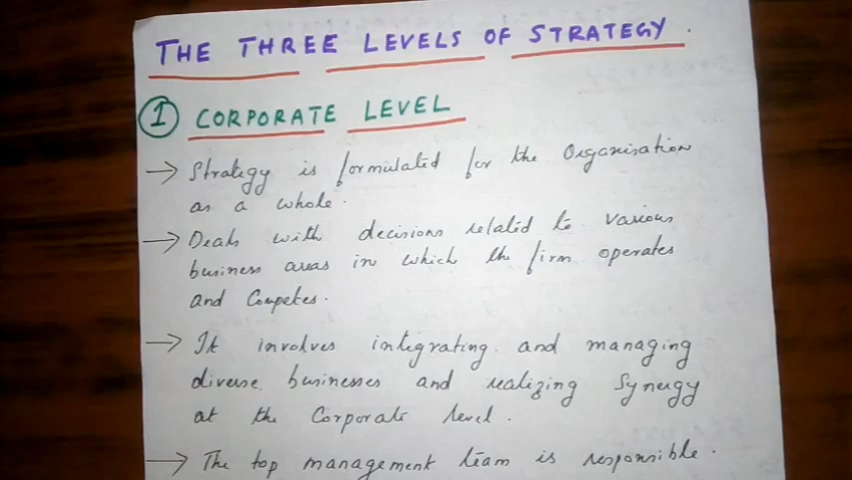 THE THREE LEVELS OF STRATEGY.
1 CORPORATE LEVEL
→ Strategy is formulated for the Organisation
as a whole.
→ Deals with decisions related to various
business areas in which the firm operates
and Competes.
→ It involves integrating and managing
diverse businesses and realizing Synergy
at the Corporate level.
→ The top management team is responsible.